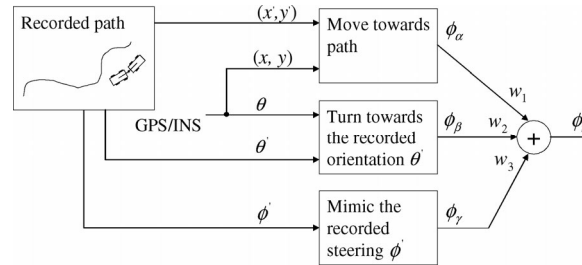 Recorded path
(x',y')
Move towards
path
ϕα
(x, y)
w1
GPS/INS
θ
Turn towards
the recorded
orientation θ'
ϕβ
w2
+
θ'
w3
ϕ'
Mimic the
recorded
steering ϕ'
ϕγ